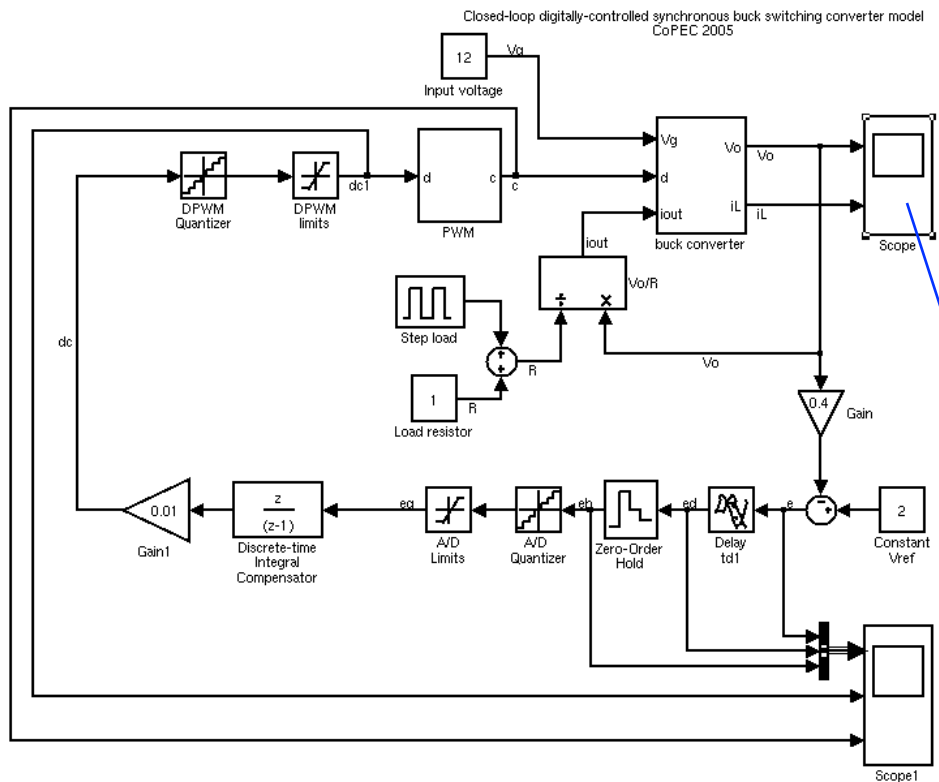 Closed-loop digitally-controlled synchronous buck switching converter model
CoPEC 2005
12
Vg
Input voltage
Vg
d
iout
Vo
iL
buck converter
Vo
iL
Scope
DPWM
Quantizer
DPWM
limits
dc1
d
c
PWM
c
iout
÷
×
Vo/R
Step load
+
+
R
1
R
Load resistor
Vo
dc
0.4
Gain
0.01
Gain1
z
(z-1)
Discrete-time
Integral
Compensator
eq
A/D
Limits
A/D
Quantizer
eh
Zero-Order
Hold
ed
Delay
td1
e
-
+
2
Constant
Vref
Scope1